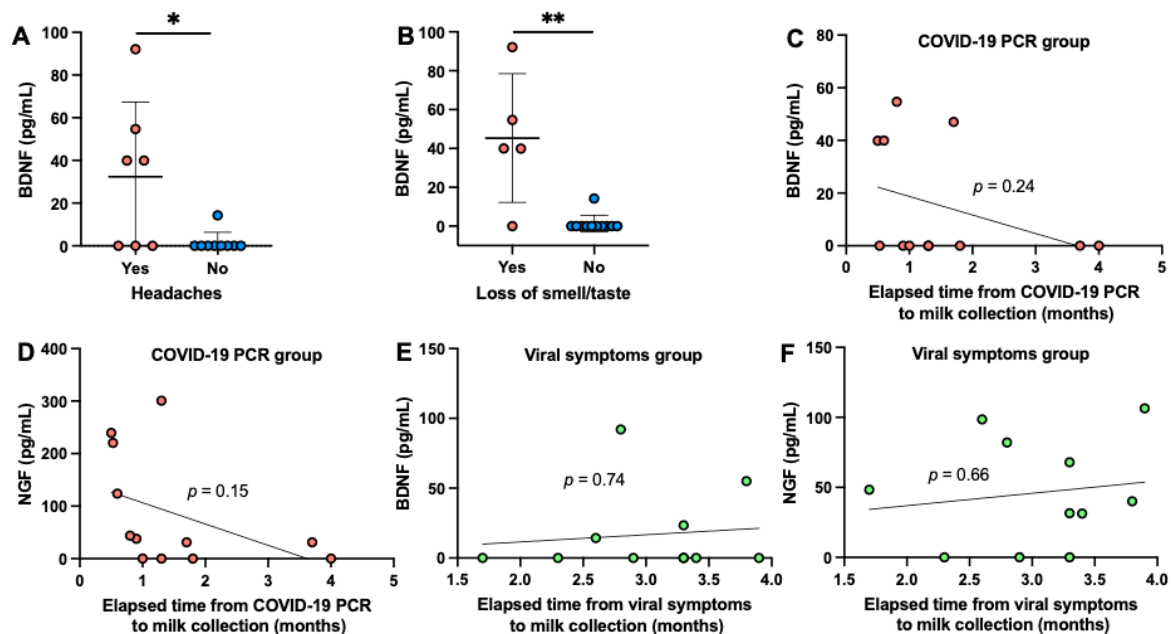 A
*
BDNF (pg/mL)
100
80
60
40
20
0
Yes No
Headaches
B
**
BDNF (pg/mL)
100
80
60
40
20
0
Yes No
Loss of smell/taste
C
COVID-19 PCR group
BDNF (pg/mL)
80
60
40
20
0
p = 0.24
0 1 2 3 4 5
Elapsed time from COVID-19 PCR
to milk collection (months)
D
COVID-19 PCR group
NGF (pg/mL)
400
300
200
100
0
p = 0.15
0 1 2 3 4 5
Elapsed time from COVID-19 PCR
to milk collection (months)
E
Viral symptoms group
BDNF (pg/mL)
150
100
50
0
p = 0.74
1.5 2.0 2.5 3.0 3.5 4.0
Elapsed time from viral symptoms
to milk collection (months)
F
Viral symptoms group
NGF (pg/mL)
150
100
50
0
p = 0.66
1.5 2.0 2.5 3.0 3.5 4.0
Elapsed time from viral symptoms
to milk collection (months)